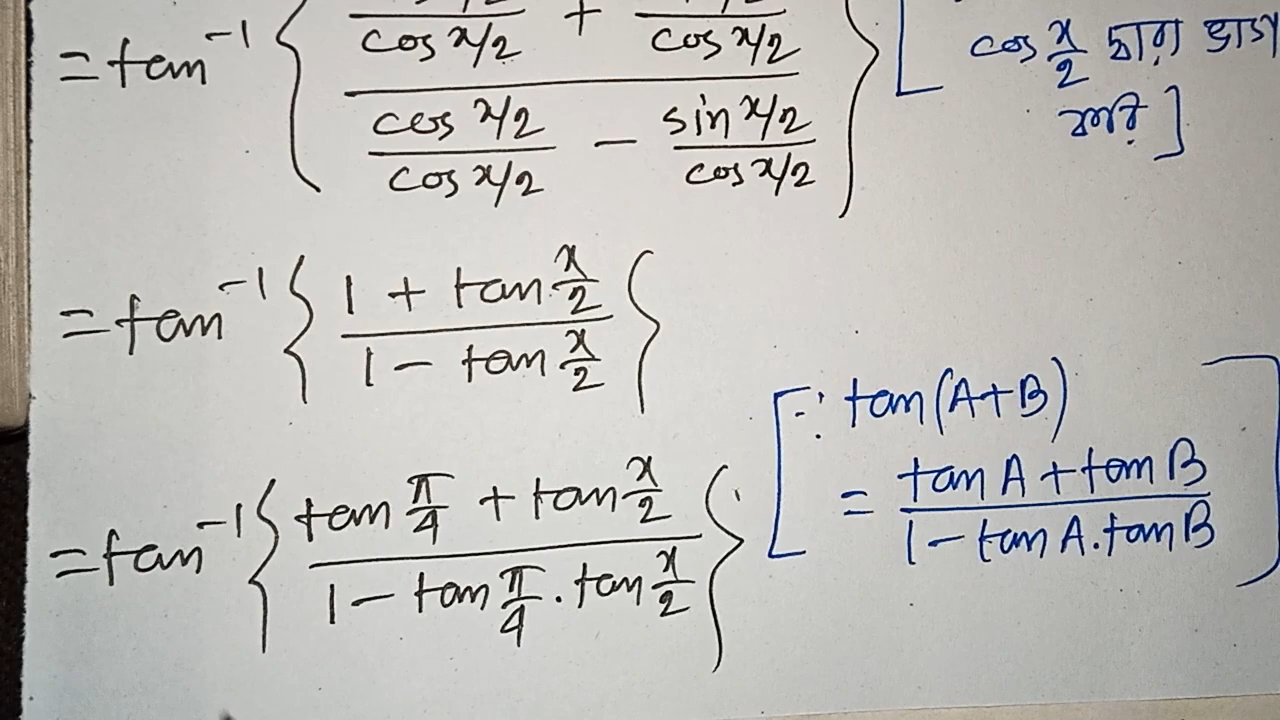 = tan⁻¹ { (cos x/2 + cos x/2) / (cos x/2 / cos x/2 − sin x/2 / cos x/2) } [ cos x/2 দ্বারা ভাগ
করে ]
= tan⁻¹ { (1 + tan x/2) / (1 − tan x/2) }
[ ∵ tan(A+B)
= (tan A + tan B) / (1 − tan A . tan B) ]
= tan⁻¹ { (tan π/4 + tan x/2) / (1 − tan π/4 . tan x/2) }